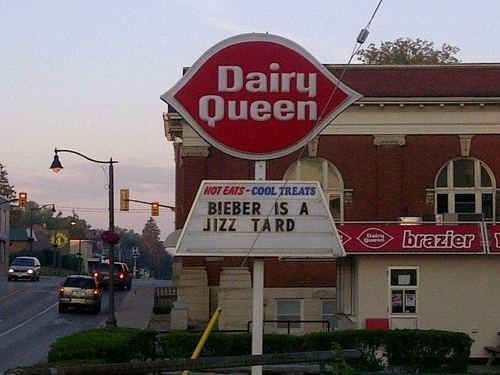 Dairy
Queen
HOT EATS - COOL TREATS
BIEBER IS A
JIZZ TARD
Dairy
Queen
brazier